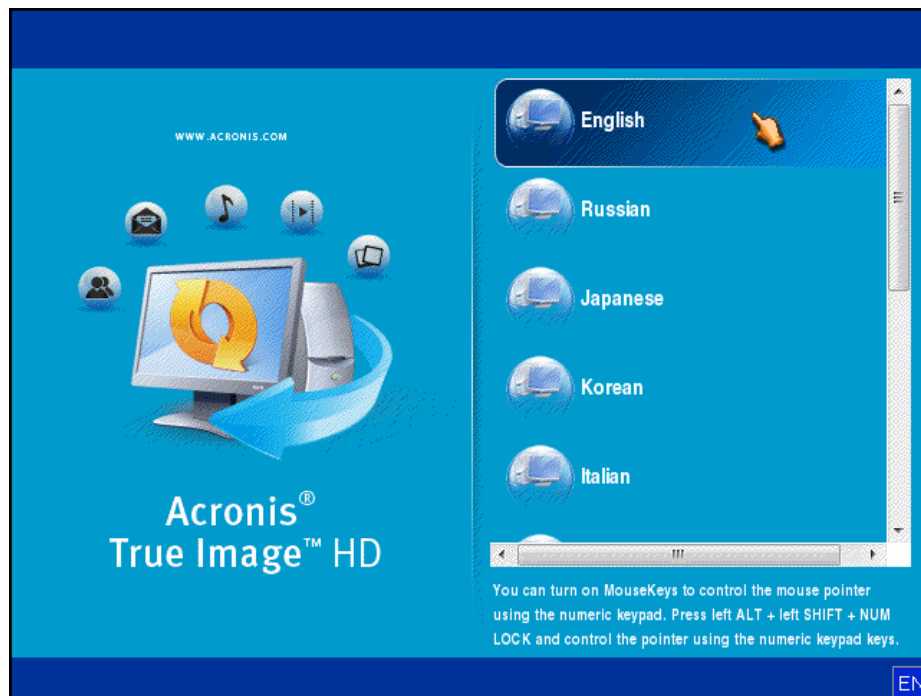 WWW.ACRONIS.COM
Acronis®
True Image™ HD
English
Russian
Japanese
Korean
Italian
You can turn on MouseKeys to control the mouse pointer
using the numeric keypad. Press left ALT + left SHIFT + NUM
LOCK and control the pointer using the numeric keypad keys.
EN